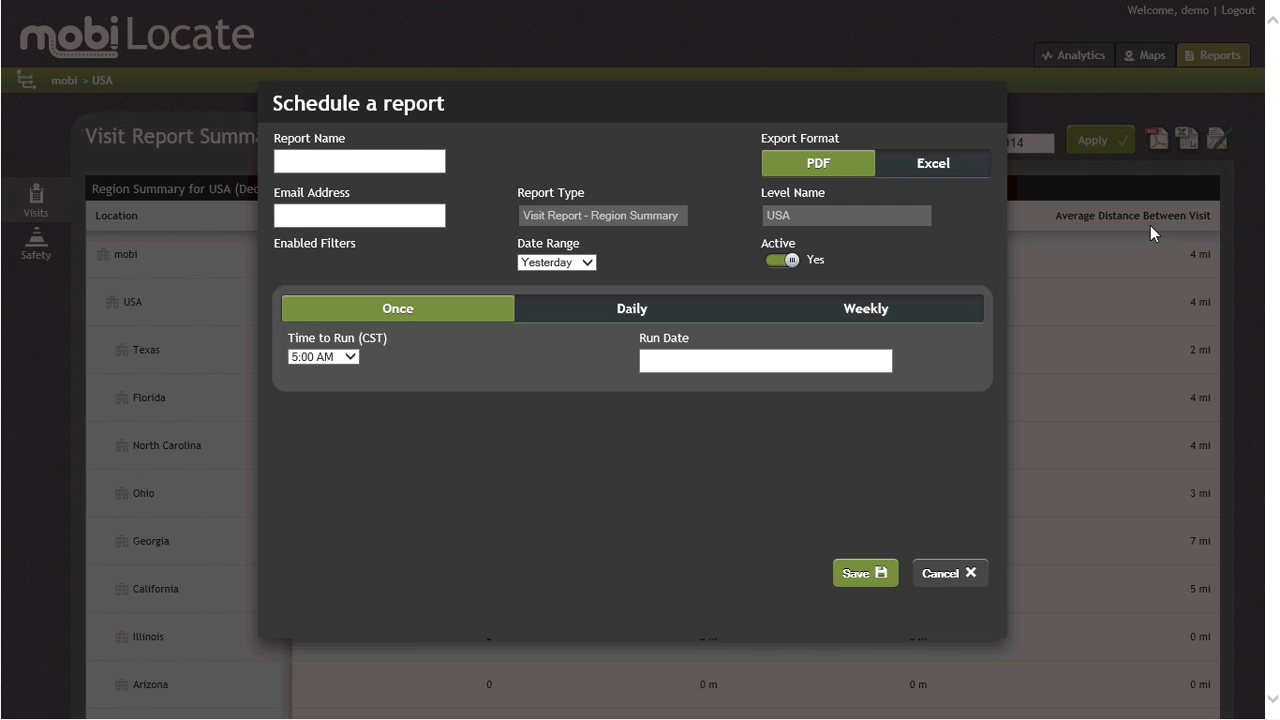 Welcome, demo | Logout
mobiLocate
Analytics
Maps
Reports
mobi > USA
Schedule a report
Visit Report Summa
Report Name
Export Format
PDF
Excel
14
Apply
Region Summary for USA (Dec
Email Address
Report Type
Level Name
Visits
Location
Visit Report - Region Summary
USA
Average Distance Between Visit
Safety
Enabled Filters
Date Range
Active
mobi
Yesterday
Yes
4 mi
USA
Once
Daily
Weekly
4 mi
Time to Run (CST)
Run Date
Texas
5:00 AM
2 mi
Florida
4 mi
North Carolina
4 mi
Ohio
3 mi
Georgia
7 mi
Save
Cancel
California
5 mi
Illinois
0 mi
Arizona
0
0 m
0 m
0 mi